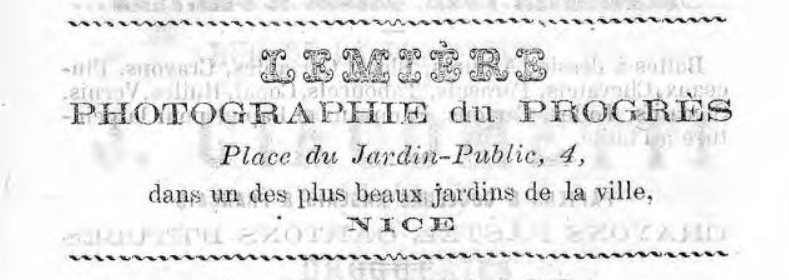 LEMIÈRE
PHOTOGRAPHIE du PROGRÈS
Place du Jardin-Public, 4,
dans un des plus beaux jardins de la ville,
NICE